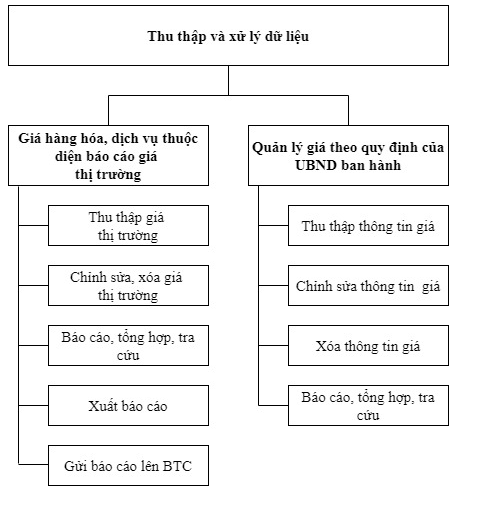 Thu thập và xử lý dữ liệu
Giá hàng hóa, dịch vụ thuộc
diện báo cáo giá
thị trường
Thu thập giá
thị trường
Chỉnh sửa, xóa giá
thị trường
Báo cáo, tổng hợp, tra
cứu
Xuất báo cáo
Gửi báo cáo lên BTC
Quản lý giá theo quy định của
UBND ban hành
Thu thập thông tin giá
Chỉnh sửa thông tin giá
Xóa thông tin giá
Báo cáo, tổng hợp, tra
cứu